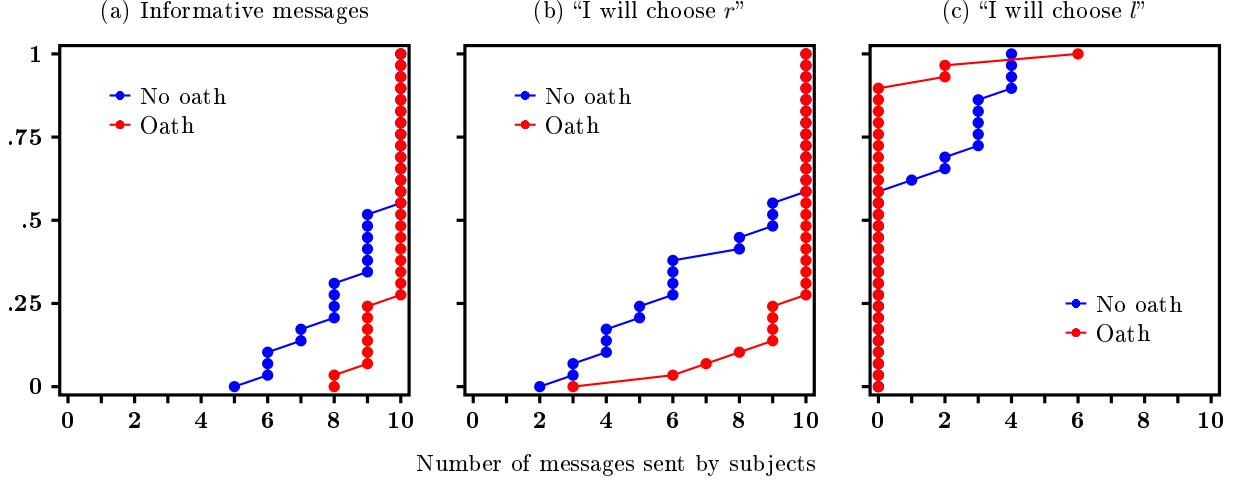 (a) Informative messages
(b) “I will choose r”
(c) “I will choose l”
1
.75
.5
.25
0
No oath
Oath
No oath
Oath
No oath
Oath
0 2 4 6 8 10
0 2 4 6 8 10
0 2 4 6 8 10
Number of messages sent by subjects